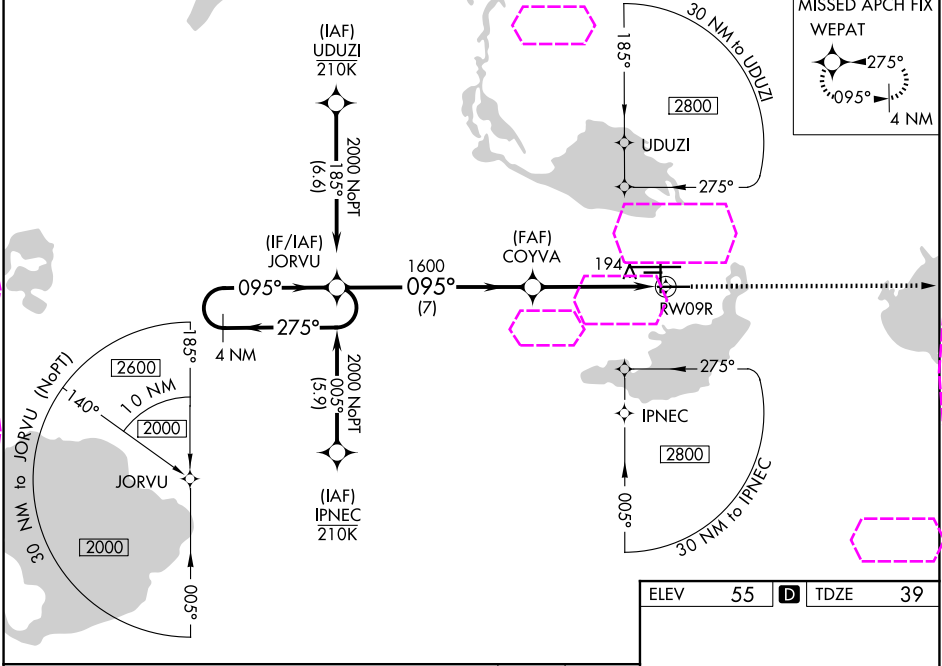 MISSED APCH FIX
WEPAT
275°
095°
4 NM
(IAF)
UDUZI
210K
2000 NoPT
185°
(6.6)
30 NM to UDUZI
185°
2800
UDUZI
275°
(IF/IAF)
JORVU
095°
275°
4 NM
1600
095°
(7)
(FAF)
COYVA
194
RW09R
2000 NoPT
005°
(5.9)
(IAF)
IPNEC
210K
30 NM to JORVU (NoPT)
185°
2600
10 NM
140°
2000
JORVU
2000
005°
275°
IPNEC
2800
005°
30 NM to IPNEC
ELEV 55 D TDZE 39